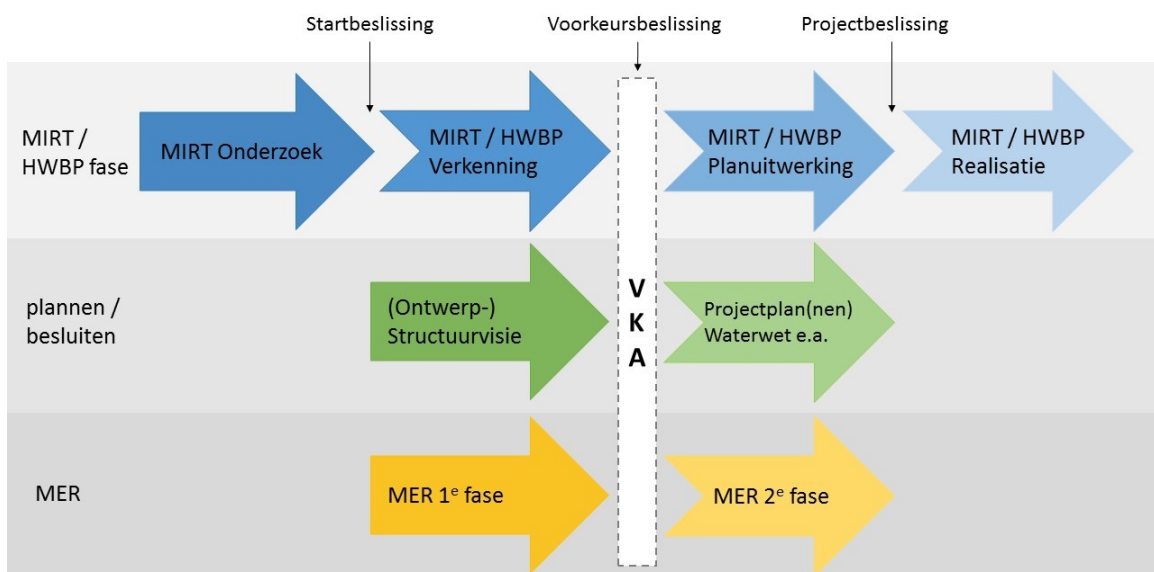 Startbeslissing
Voorkeursbeslissing
Projectbeslissing
MIRT /
HWBP fase
MIRT Onderzoek
MIRT / HWBP
Verkenning
MIRT / HWBP
Planuitwerking
MIRT / HWBP
Realisatie
plannen /
besluiten
(Ontwerp-)
Structuurvisie
V
K
A
Projectplan(nen)
Waterwet e.a.
MER
MER 1e fase
MER 2e fase